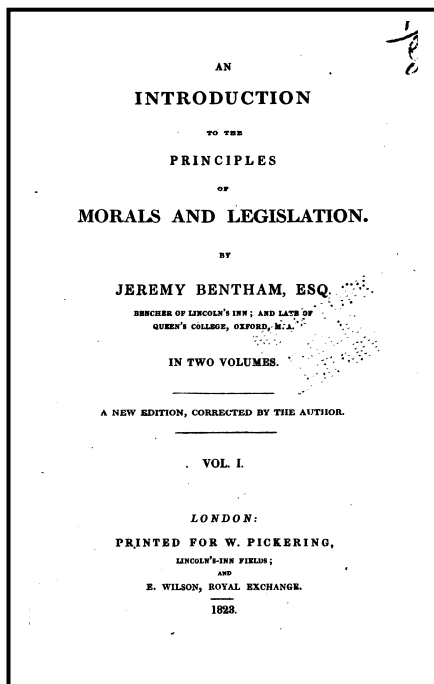 AN
INTRODUCTION
TO THE
PRINCIPLES
OF
MORALS AND LEGISLATION.
BY
JEREMY BENTHAM, ESQ.
BENCHER OF LINCOLN'S INN; AND LATE OF
QUEEN'S COLLEGE, OXFORD, M.A.
IN TWO VOLUMES.
A NEW EDITION, CORRECTED BY THE AUTHOR.
VOL. I.
LONDON:
PRINTED FOR W. PICKERING,
LINCOLN'S-INN FIELDS;
AND
E. WILSON, ROYAL EXCHANGE.
1823.